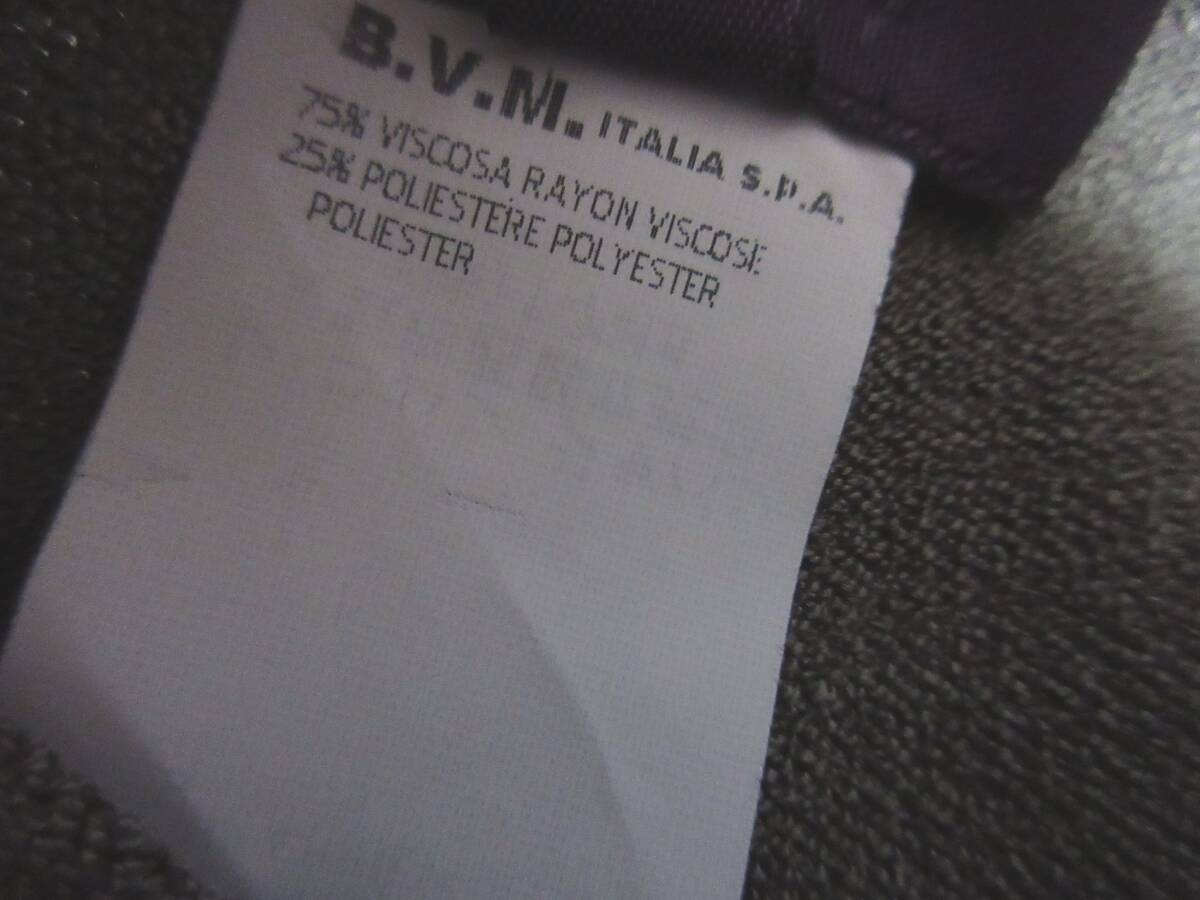 B.V.M. ITALIA S.P.A.
75% VISCOSA RAYON VISCOSE
25% POLIESTERE POLYESTER
POLIESTER